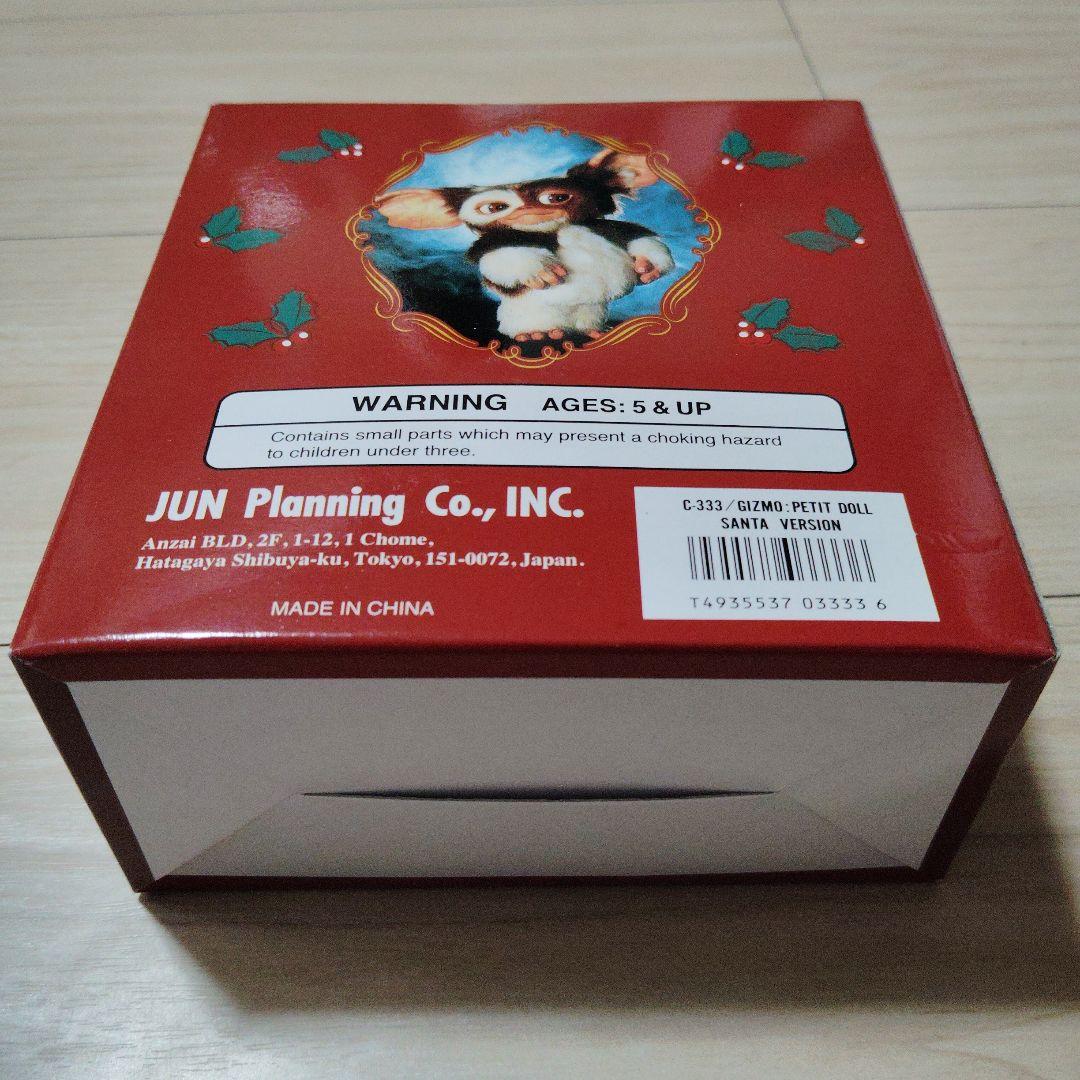 WARNING AGES: 5 & UP
Contains small parts which may present a choking hazard
to children under three.
JUN Planning Co., INC.
Anzai BLD, 2F, 1-12, 1 Chome,
Hatagaya Shibuya-ku, Tokyo, 151-0072, Japan.
MADE IN CHINA
C-333/GIZMO:PETIT DOLL
SANTA VERSION
T4935537 03333 6